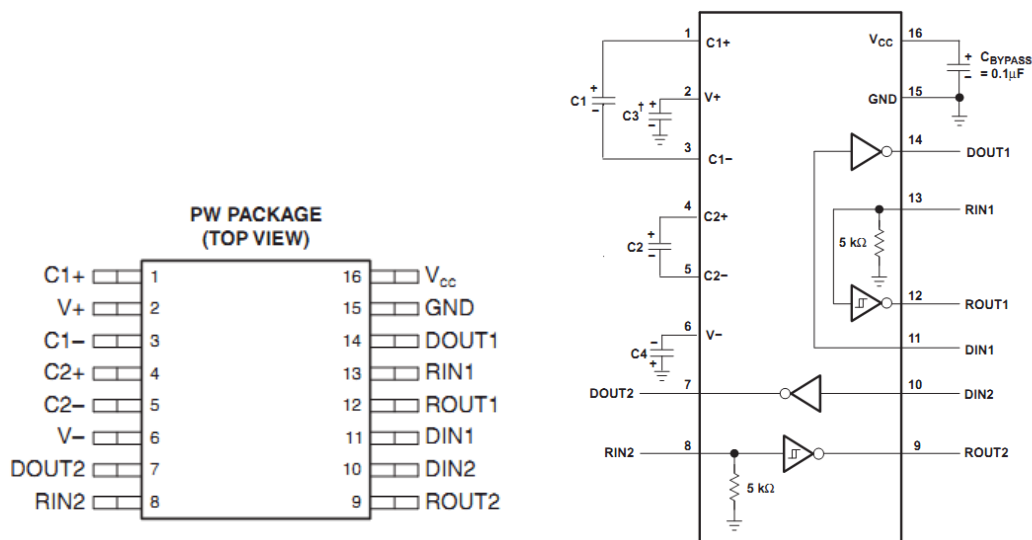 PW PACKAGE
(TOP VIEW)
C1+ 1 16 VCC
V+ 2 15 GND
C1− 3 14 DOUT1
C2+ 4 13 RIN1
C2− 5 12 ROUT1
V− 6 11 DIN1
DOUT2 7 10 DIN2
RIN2 8 9 ROUT2
1 C1+ VCC 16
+ CBYPASS
− = 0.1μF
C1 + −
2 V+ GND 15
C3† + −
14 DOUT1
3 C1−
13 RIN1
4 C2+
5 kΩ
C2 + −
5 C2−
12 ROUT1
6 V−
11 DIN1
C4 − +
DOUT2 7 10 DIN2
RIN2 8 9 ROUT2
5 kΩ